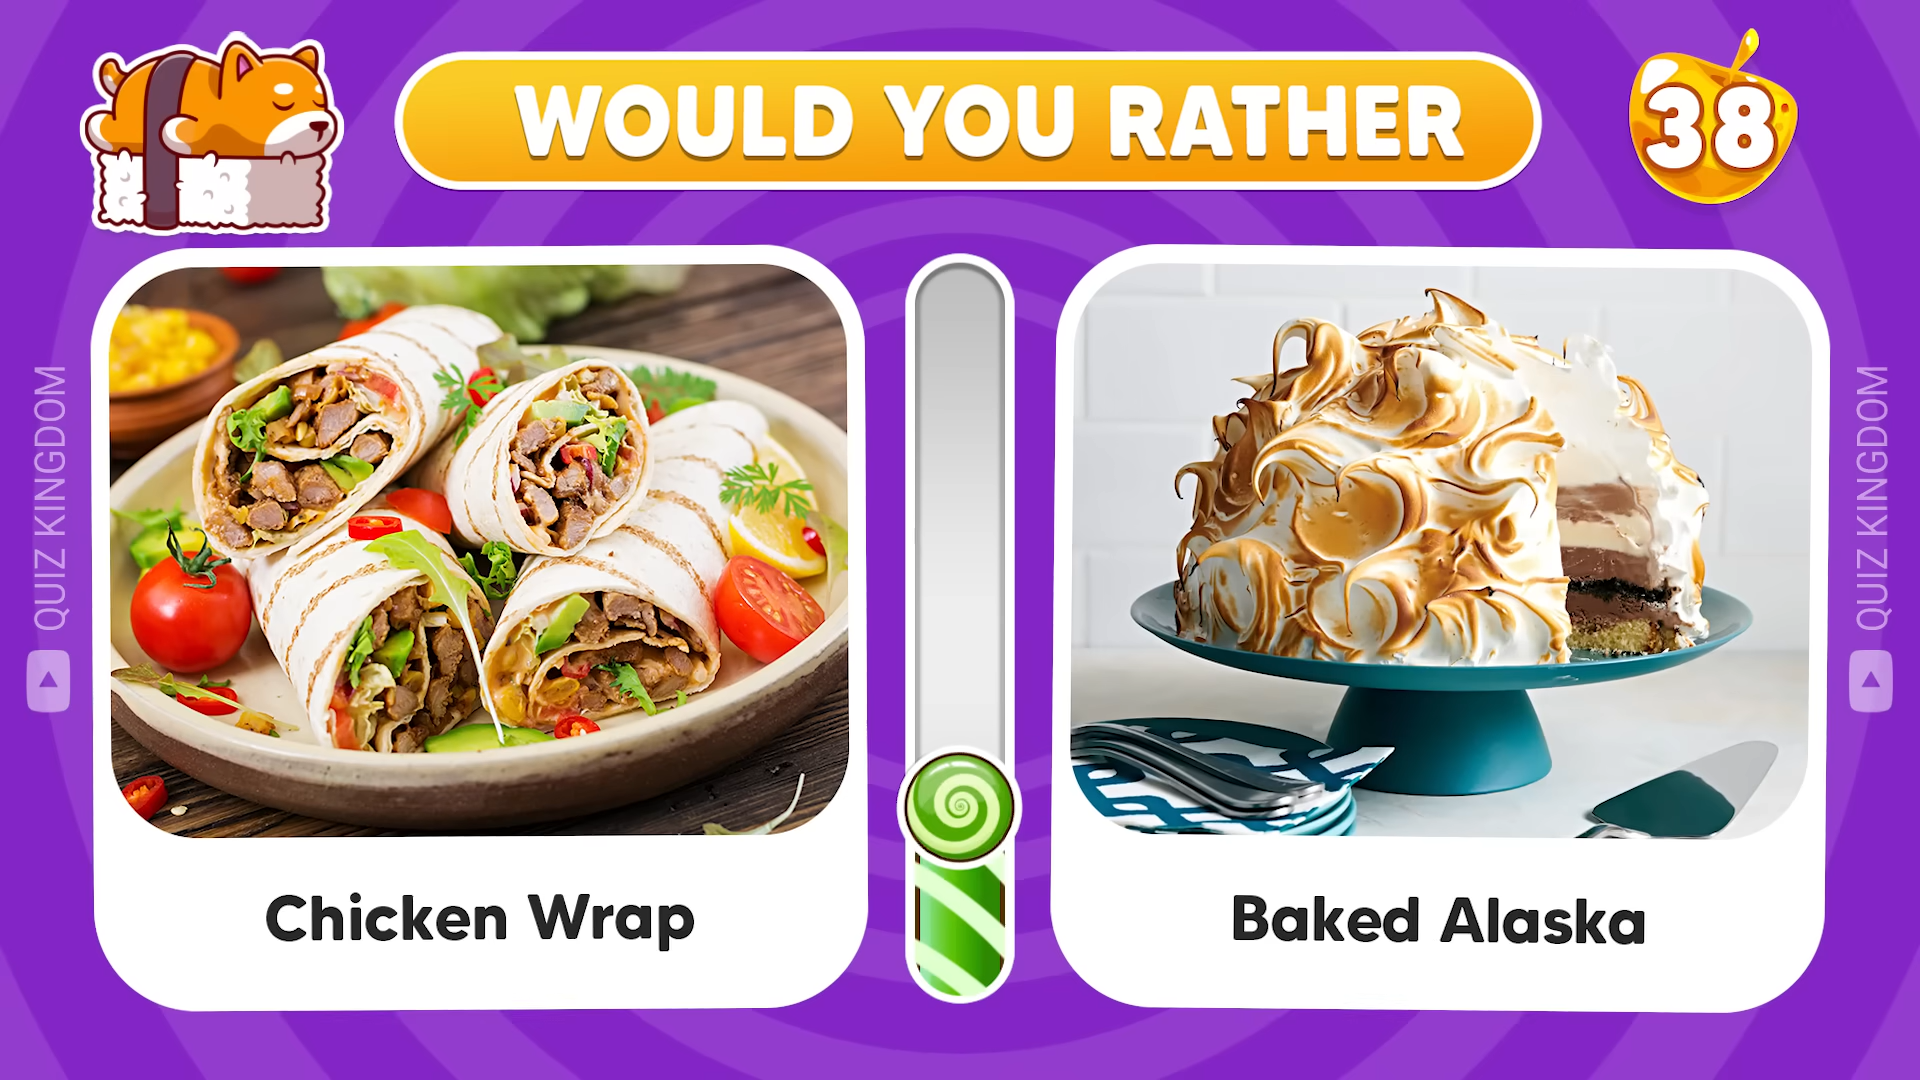 WOULD YOU RATHER
38
QUIZ KINGDOM
QUIZ KINGDOM
Chicken Wrap
Baked Alaska